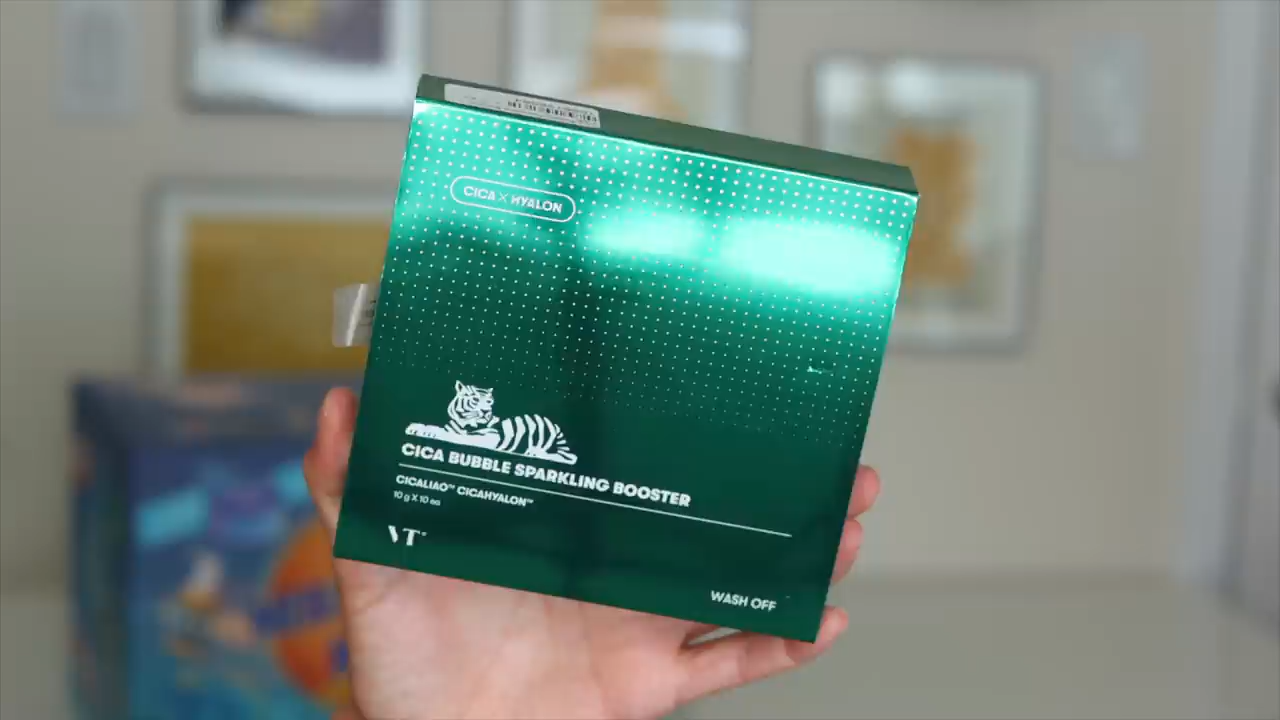 CICA X HYALON
CICA BUBBLE SPARKLING BOOSTER
CICALIAO™ CICAHYALON™
10 g X 10 ea
VT
WASH OFF